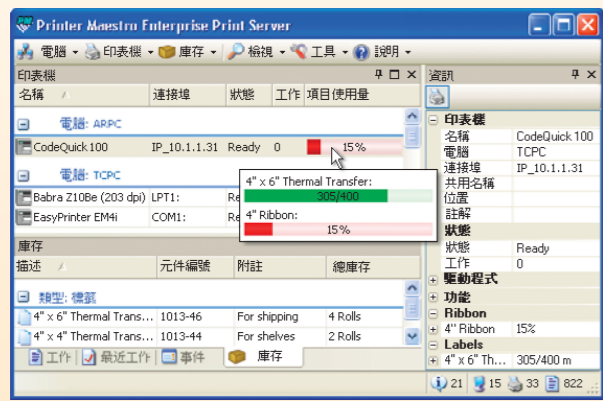 Printer Maestro Enterprise Print Server
電腦 印表機 庫存 檢視 工具 說明
印表機
名稱 連接埠 狀態 工作 項目使用量
電腦: ARPC
CodeQuick 100 IP_10.1.1.31 Ready 0 15%
電腦: TCPC
Babra Z10Be (203 dpi) LPT1: Re
EasyPrinter EM4i COM1: Re
4" x 6" Thermal Transfer:
305/400
4" Ribbon:
15%
庫存
描述 元件編號 附註 總庫存
類型: 標籤
4" x 6" Thermal Trans... 1013-46 For shipping 4 Rolls
4" x 4" Thermal Trans... 1013-44 For shelves 2 Rolls
工作 最近工作 事件 庫存
資訊
印表機
名稱 CodeQuick 100
電腦 TCPC
連接埠 IP_10.1.1.31
共用名稱
位置
註解
狀態
狀態 Ready
工作 0
驅動程式
功能
Ribbon
4" Ribbon 15%
Labels
4" x 6" Th... 305/400 m
21 15 33 822